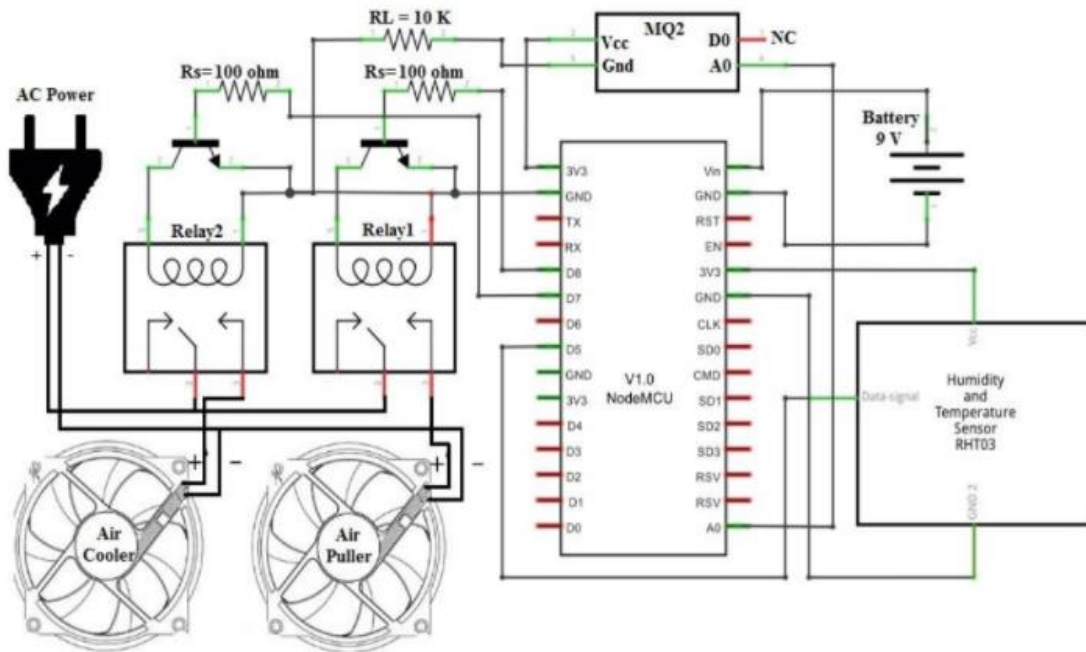 RL = 10 K
MQ2
Vcc
D0
NC
Gnd
A0
Rs=100 ohm
Rs=100 ohm
AC Power
Battery
9 V
Relay2
Relay1
+
-
3V3
GND
TX
RX
D8
D7
D6
D5
GND
3V3
D4
D3
D2
D1
D0
V1.0
NodeMCU
Vin
GND
RST
EN
3V3
GND
CLK
SD0
CMD
SD1
SD2
SD3
RSV
RSV
A0
Vcc
Data-signal
Humidity
and
Temperature
Sensor
RHT03
GND 2
+
-
+
-
Air
Cooler
Air
Puller